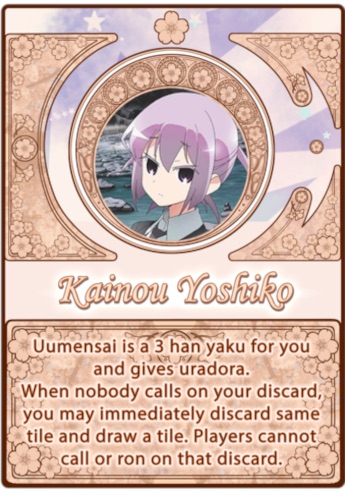 Kainou Yoshiko
Uumensai is a 3 han yaku for you
and gives uradora.
When nobody calls on your discard,
you may immediately discard same
tile and draw a tile. Players cannot
call or ron on that discard.